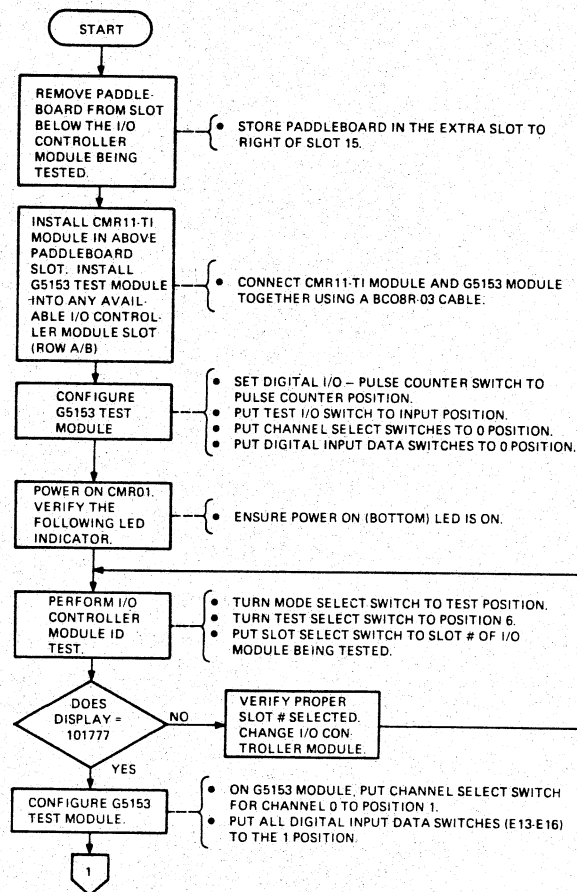 START
REMOVE PADDLE-
BOARD FROM SLOT
BELOW THE I/O
CONTROLLER
MODULE BEING
TESTED.
• STORE PADDLEBOARD IN THE EXTRA SLOT TO
RIGHT OF SLOT 15.
INSTALL CMR11-TI
MODULE IN ABOVE
PADDLEBOARD
SLOT. INSTALL
G5153 TEST MODULE
INTO ANY AVAIL-
ABLE I/O CONTROL-
LER MODULE SLOT
(ROW A/B)
• CONNECT CMR11-TI MODULE AND G5153 MODULE
TOGETHER USING A BC08R-03 CABLE.
CONFIGURE
G5153 TEST
MODULE
• SET DIGITAL I/O – PULSE COUNTER SWITCH TO
PULSE COUNTER POSITION.
• PUT TEST I/O SWITCH TO INPUT POSITION.
• PUT CHANNEL SELECT SWITCHES TO 0 POSITION.
• PUT DIGITAL INPUT DATA SWITCHES TO 0 POSITION.
POWER ON CMR01.
VERIFY THE
FOLLOWING LED
INDICATOR.
• ENSURE POWER ON (BOTTOM) LED IS ON.
PERFORM I/O
CONTROLLER
MODULE ID
TEST.
• TURN MODE SELECT SWITCH TO TEST POSITION.
• TURN TEST SELECT SWITCH TO POSITION 6.
• PUT SLOT SELECT SWITCH TO SLOT # OF I/O
MODULE BEING TESTED.
DOES
DISPLAY =
101777
NO
VERIFY PROPER
SLOT # SELECTED.
CHANGE I/O CON-
TROLLER MODULE.
YES
CONFIGURE G5153
TEST MODULE.
• ON G5153 MODULE, PUT CHANNEL SELECT SWITCH
FOR CHANNEL 0 TO POSITION 1.
• PUT ALL DIGITAL INPUT DATA SWITCHES (E13-E16)
TO THE 1 POSITION.
1